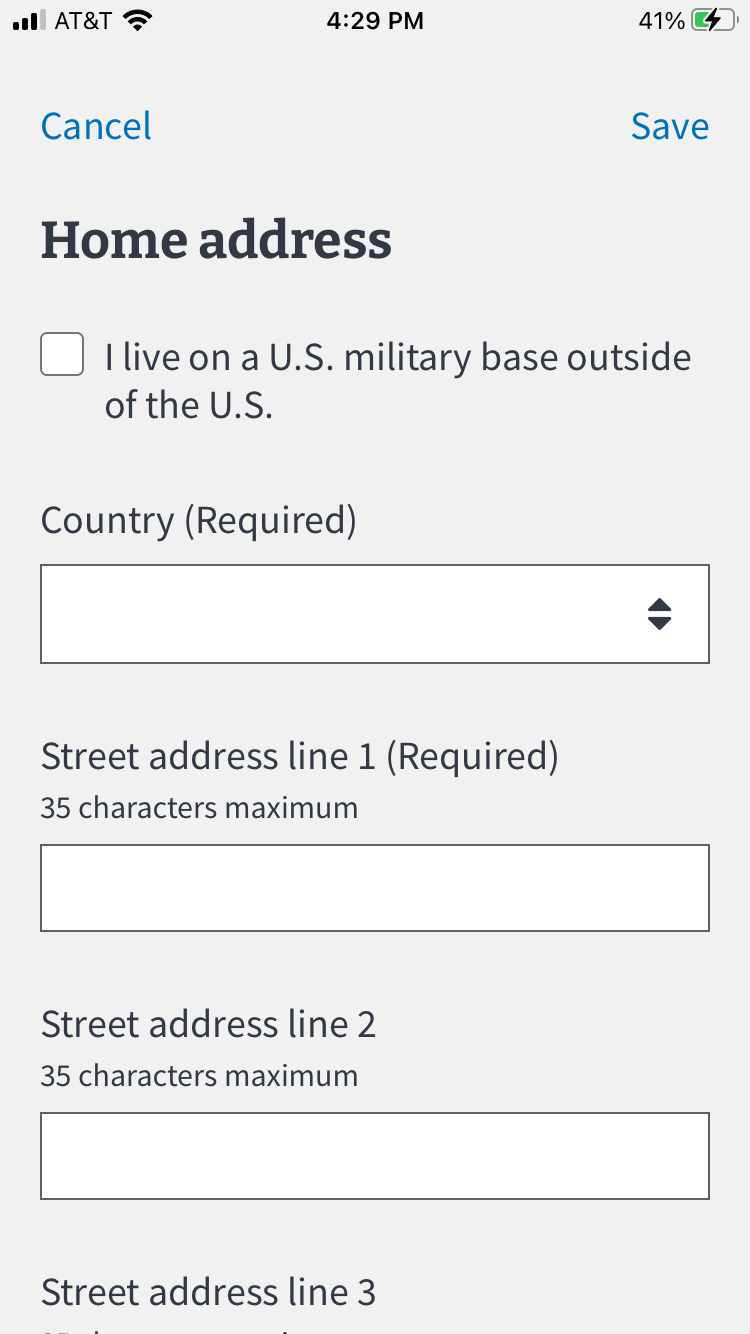 AT&T 4:29 PM 41%
Cancel Save
Home address
I live on a U.S. military base outside
of the U.S.
Country (Required)
Street address line 1 (Required)
35 characters maximum
Street address line 2
35 characters maximum
Street address line 3